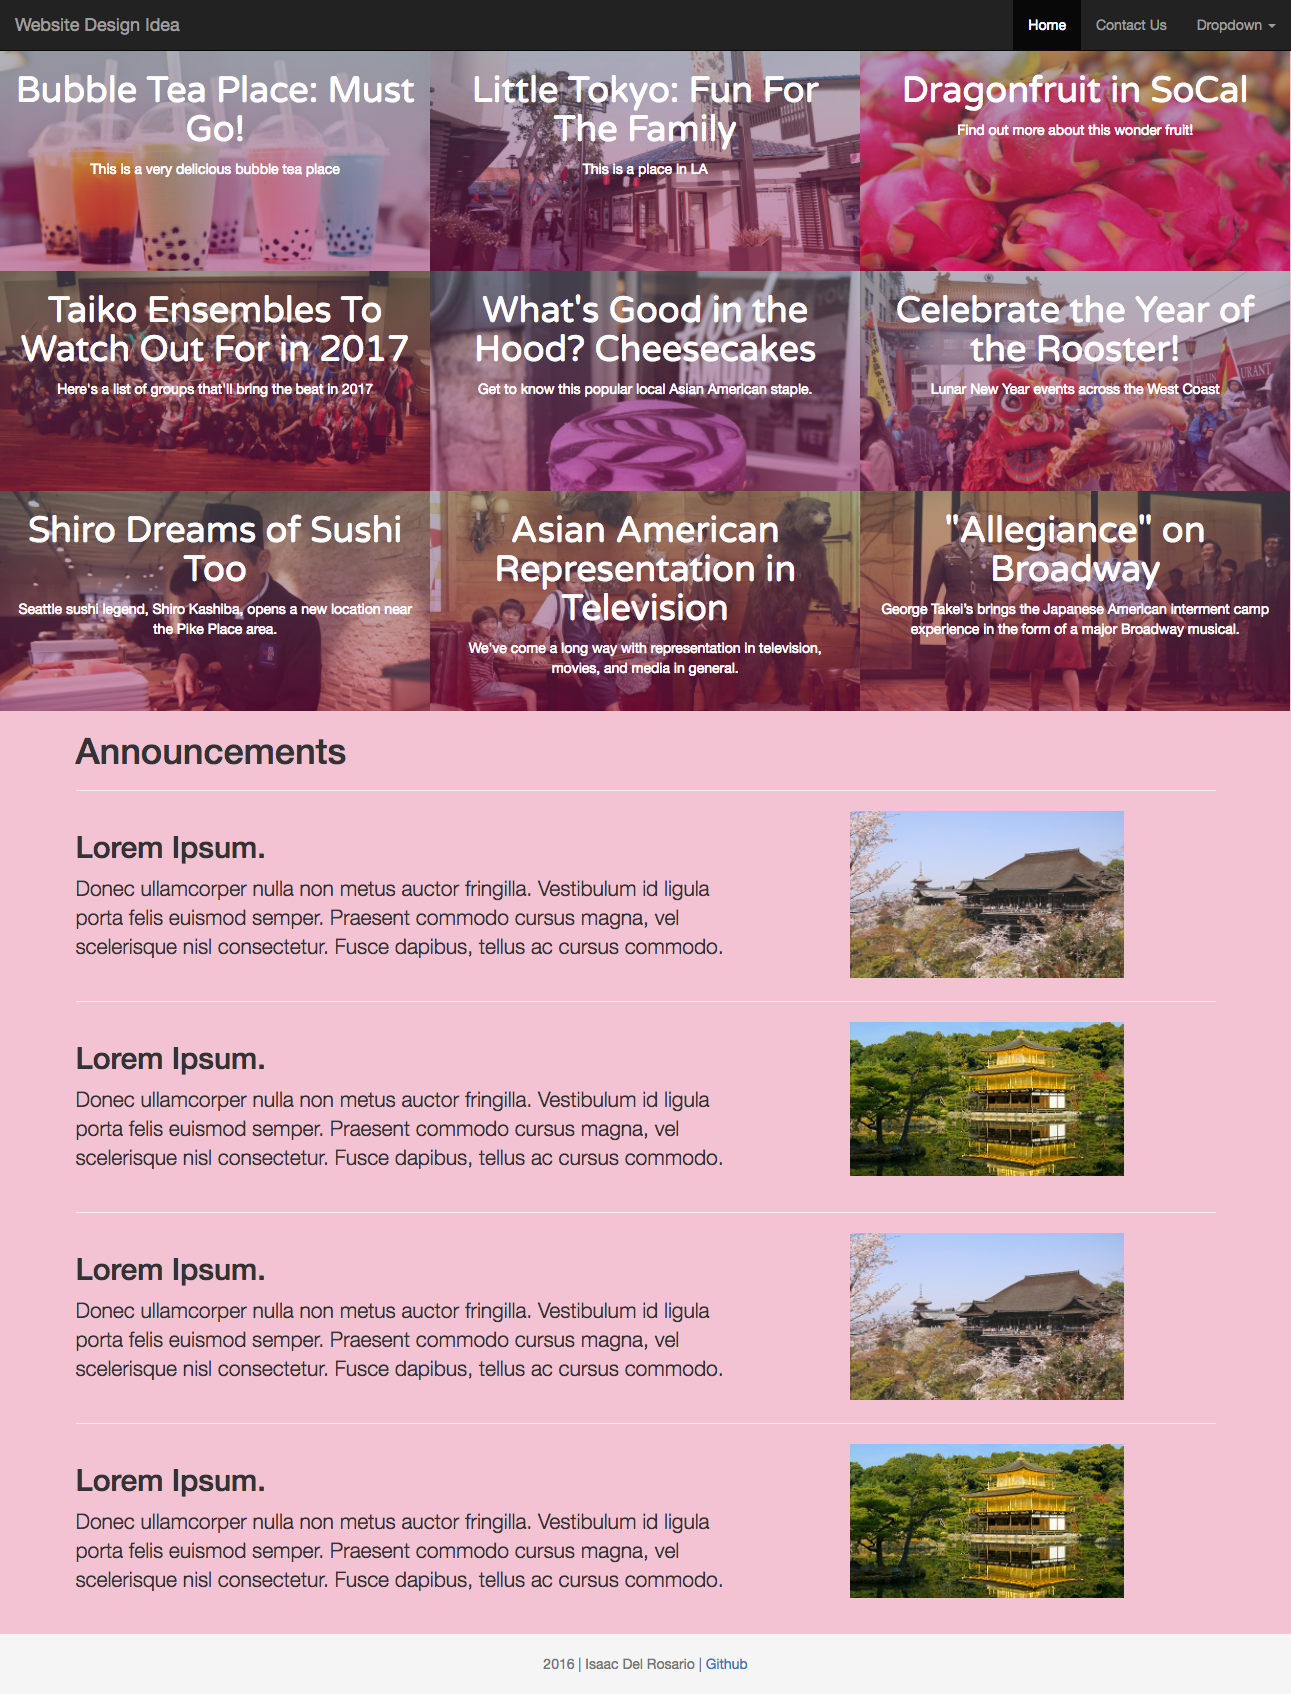 Website Design Idea
Home
Contact Us
Dropdown
Bubble Tea Place: Must
Go!
This is a very delicious bubble tea place
Little Tokyo: Fun For
The Family
This is a place in LA
Dragonfruit in SoCal
Find out more about this wonder fruit!
Taiko Ensembles To
Watch Out For in 2017
Here's a list of groups that'll bring the beat in 2017
What's Good in the
Hood? Cheesecakes
Get to know this popular local Asian American staple.
Celebrate the Year of
the Rooster!
Lunar New Year events across the West Coast
Shiro Dreams of Sushi
Too
Seattle sushi legend, Shiro Kashiba, opens a new location near
the Pike Place area.
Asian American
Representation in
Television
We've come a long way with representation in television,
movies, and media in general.
"Allegiance" on
Broadway
George Takei's brings the Japanese American interment camp
experience in the form of a major Broadway musical.
Announcements
Lorem Ipsum.
Donec ullamcorper nulla non metus auctor fringilla. Vestibulum id ligula
porta felis euismod semper. Praesent commodo cursus magna, vel
scelerisque nisl consectetur. Fusce dapibus, tellus ac cursus commodo.
Lorem Ipsum.
Donec ullamcorper nulla non metus auctor fringilla. Vestibulum id ligula
porta felis euismod semper. Praesent commodo cursus magna, vel
scelerisque nisl consectetur. Fusce dapibus, tellus ac cursus commodo.
Lorem Ipsum.
Donec ullamcorper nulla non metus auctor fringilla. Vestibulum id ligula
porta felis euismod semper. Praesent commodo cursus magna, vel
scelerisque nisl consectetur. Fusce dapibus, tellus ac cursus commodo.
Lorem Ipsum.
Donec ullamcorper nulla non metus auctor fringilla. Vestibulum id ligula
porta felis euismod semper. Praesent commodo cursus magna, vel
scelerisque nisl consectetur. Fusce dapibus, tellus ac cursus commodo.
2016 | Isaac Del Rosario | Github